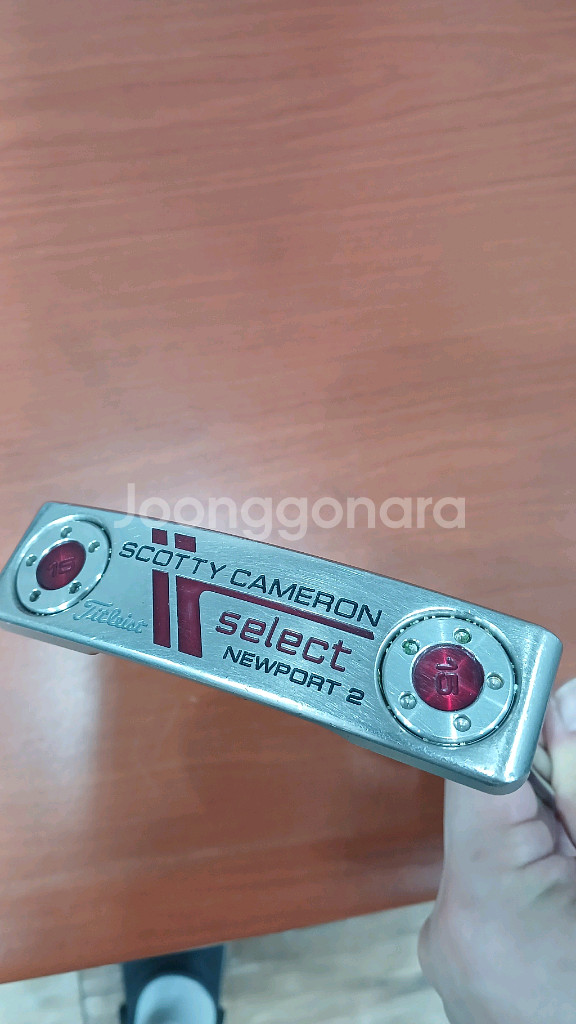 Joonggonara
SCOTTY CAMERON
Titleist
select
NEWPORT 2
15
15